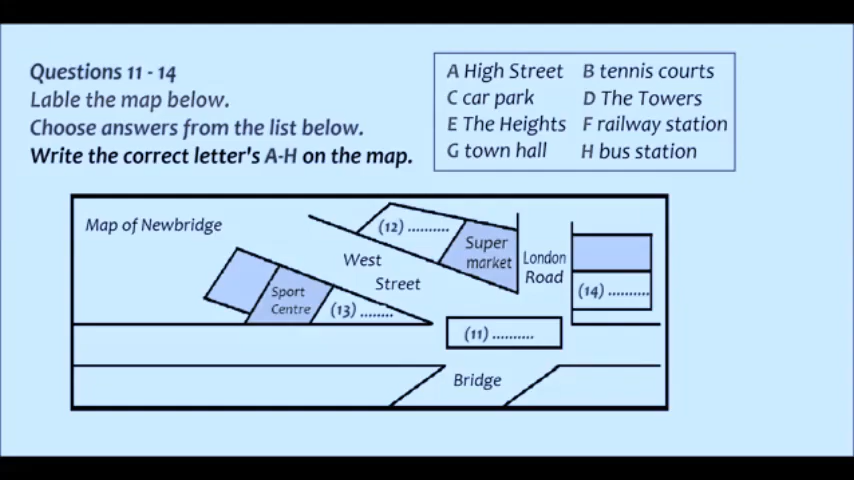 Questions 11 - 14
Lable the map below.
Choose answers from the list below.
Write the correct letter's A-H on the map.
A High Street B tennis courts
C car park D The Towers
E The Heights F railway station
G town hall H bus station
Map of Newbridge
(12) ..........
Super
market
West
Street
London
Road
Sport
Centre
(13) ........
(14) ..........
(11) ..........
Bridge